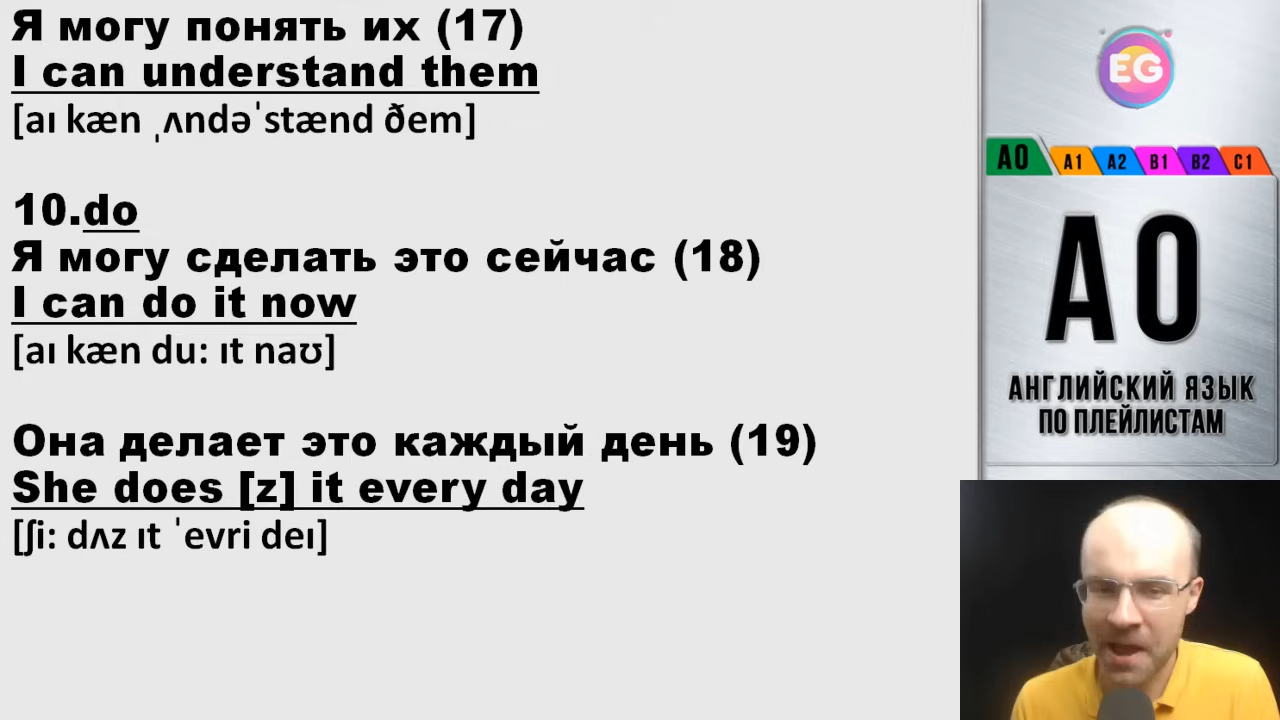 Я могу понять их (17)
I can understand them
[aɪ kæn ˌʌndəˈstænd ðem]
10.do
Я могу сделать это сейчас (18)
I can do it now
[aɪ kæn du: ɪt naʊ]
Она делает это каждый день (19)
She does [z] it every day
[ʃi: dʌz ɪt ˈevri deɪ]
EG
A0 A1 A2 B1 B2 C1
A0
АНГЛИЙСКИЙ ЯЗЫК
ПО ПЛЕЙЛИСТАМ